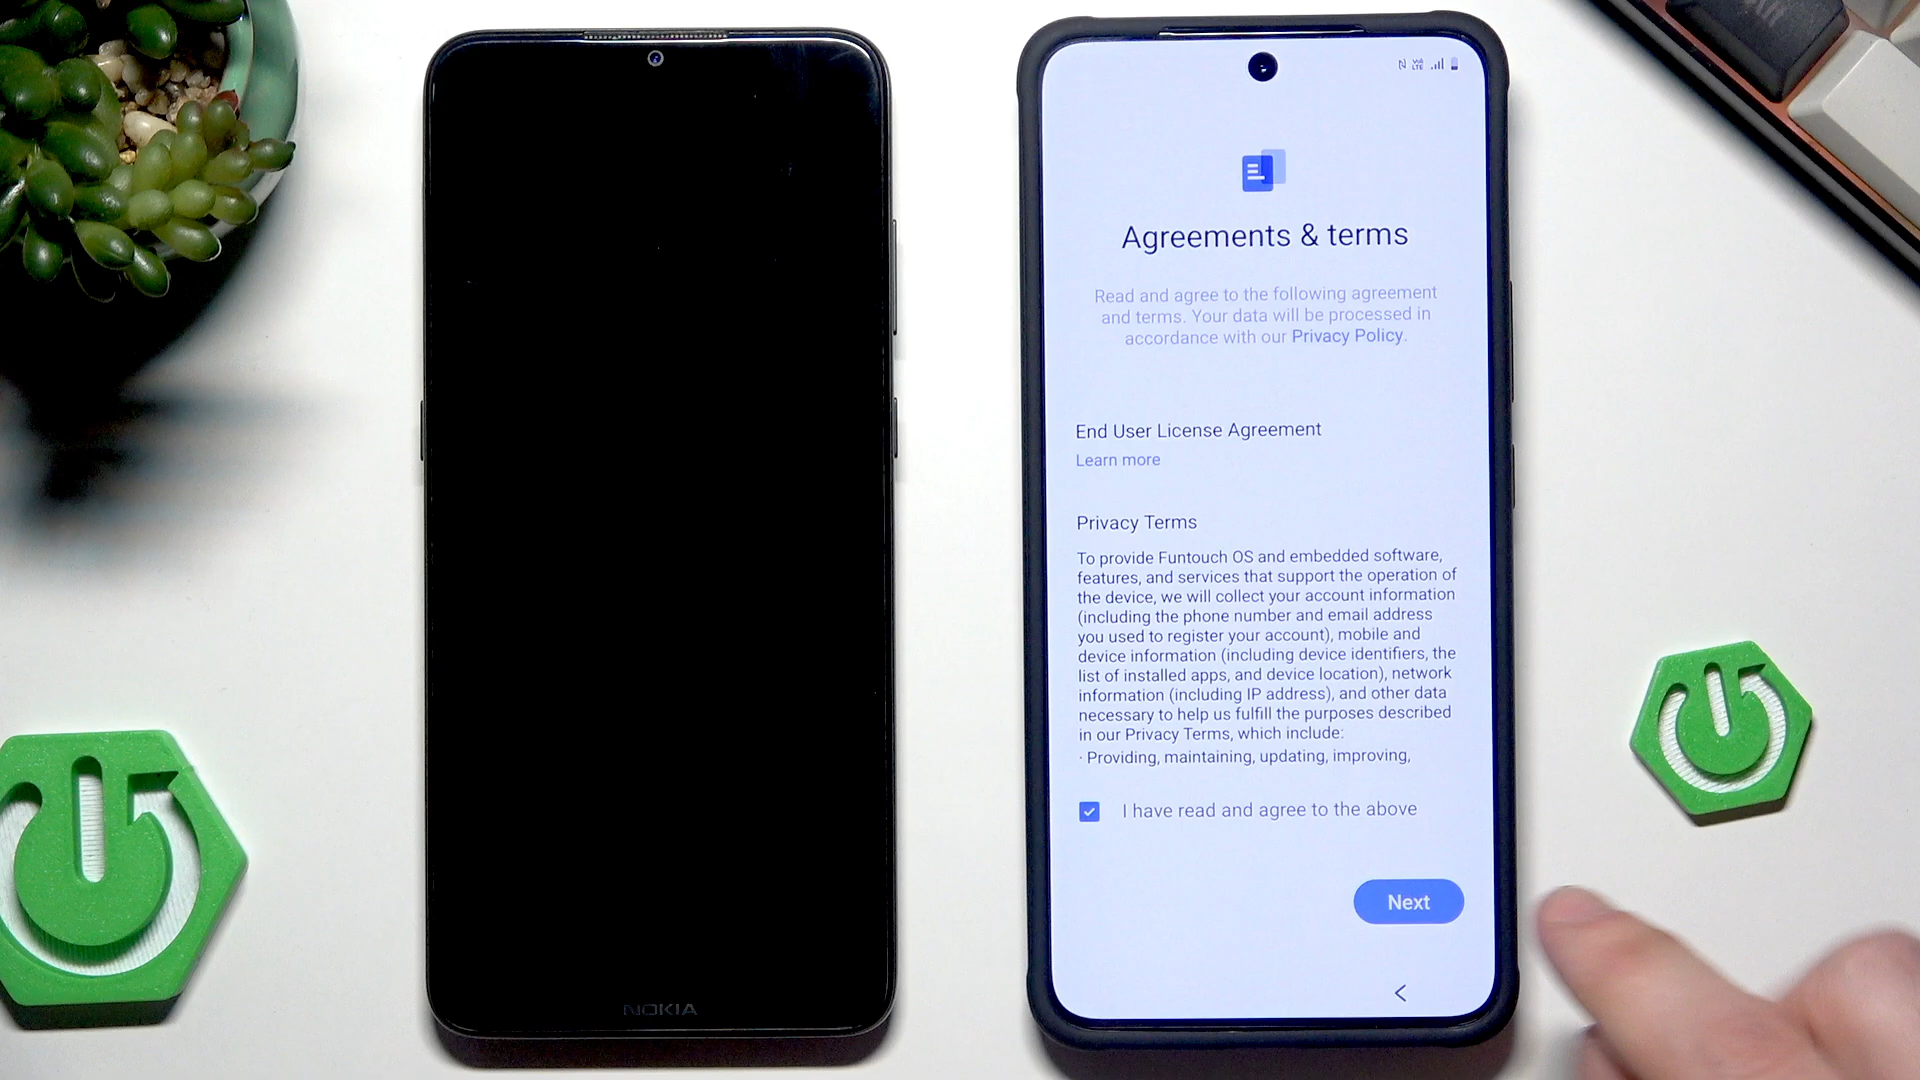 NOKIA
VoLTE
Agreements & terms
Read and agree to the following agreement
and terms. Your data will be processed in
accordance with our Privacy Policy.
End User License Agreement
Learn more
Privacy Terms
To provide Funtouch OS and embedded software,
features, and services that support the operation of
the device, we will collect your account information
(including the phone number and email address
you used to register your account), mobile and
device information (including device identifiers, the
list of installed apps, and device location), network
information (including IP address), and other data
necessary to help us fulfill the purposes described
in our Privacy Terms, which include:
· Providing, maintaining, updating, improving,
I have read and agree to the above
Next